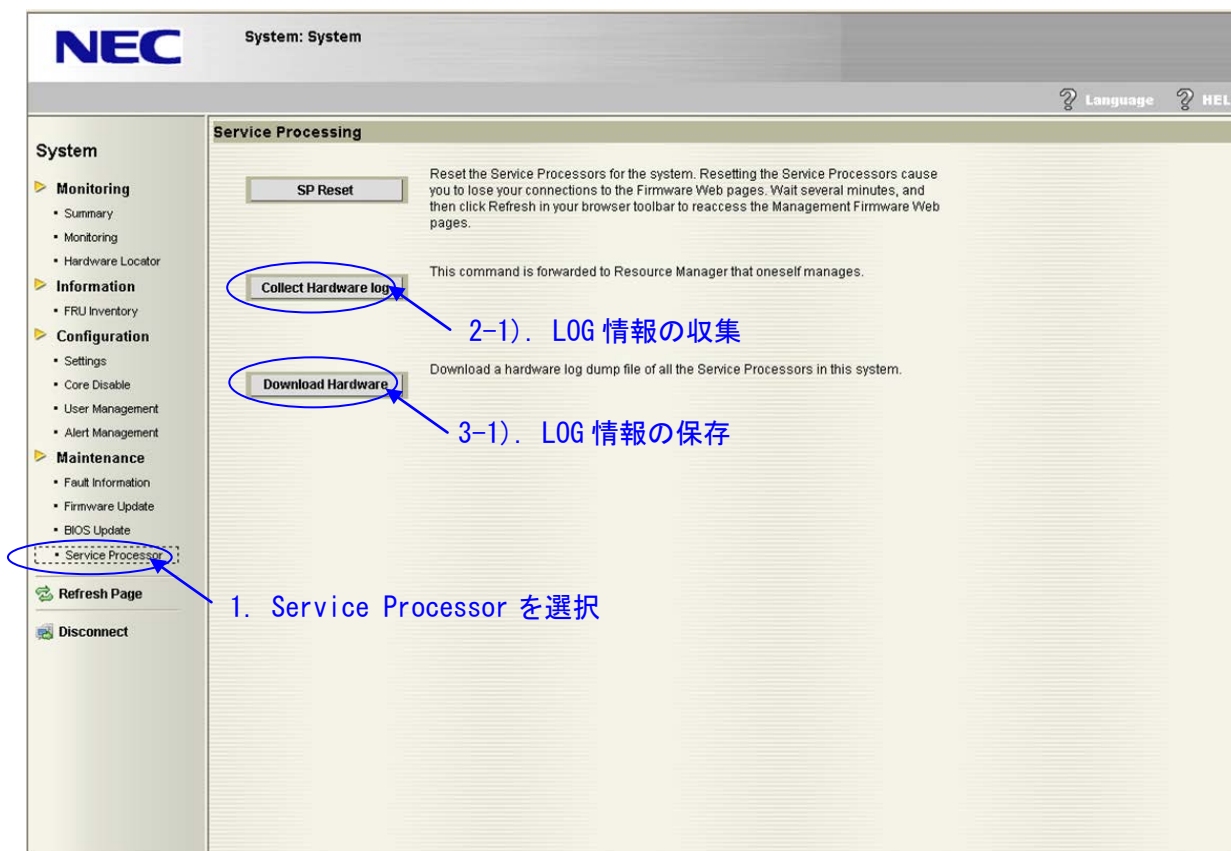 NEC
System: System
Language
HEL
System
Monitoring
Summary
Monitoring
Hardware Locator
Information
FRU Inventory
Configuration
Settings
Core Disable
User Management
Alert Management
Maintenance
Fault Information
Firmware Update
BIOS Update
Service Processor
Refresh Page
Disconnect
Service Processing
SP Reset
Reset the Service Processors for the system. Resetting the Service Processors cause
you to lose your connections to the Firmware Web pages. Wait several minutes, and
then click Refresh in your browser toolbar to reaccess the Management Firmware Web
pages.
Collect Hardware log
This command is forwarded to Resource Manager that oneself manages.
2-1). LOG 情報の収集
Download Hardware
Download a hardware log dump file of all the Service Processors in this system.
3-1). LOG 情報の保存
1. Service Processor を選択